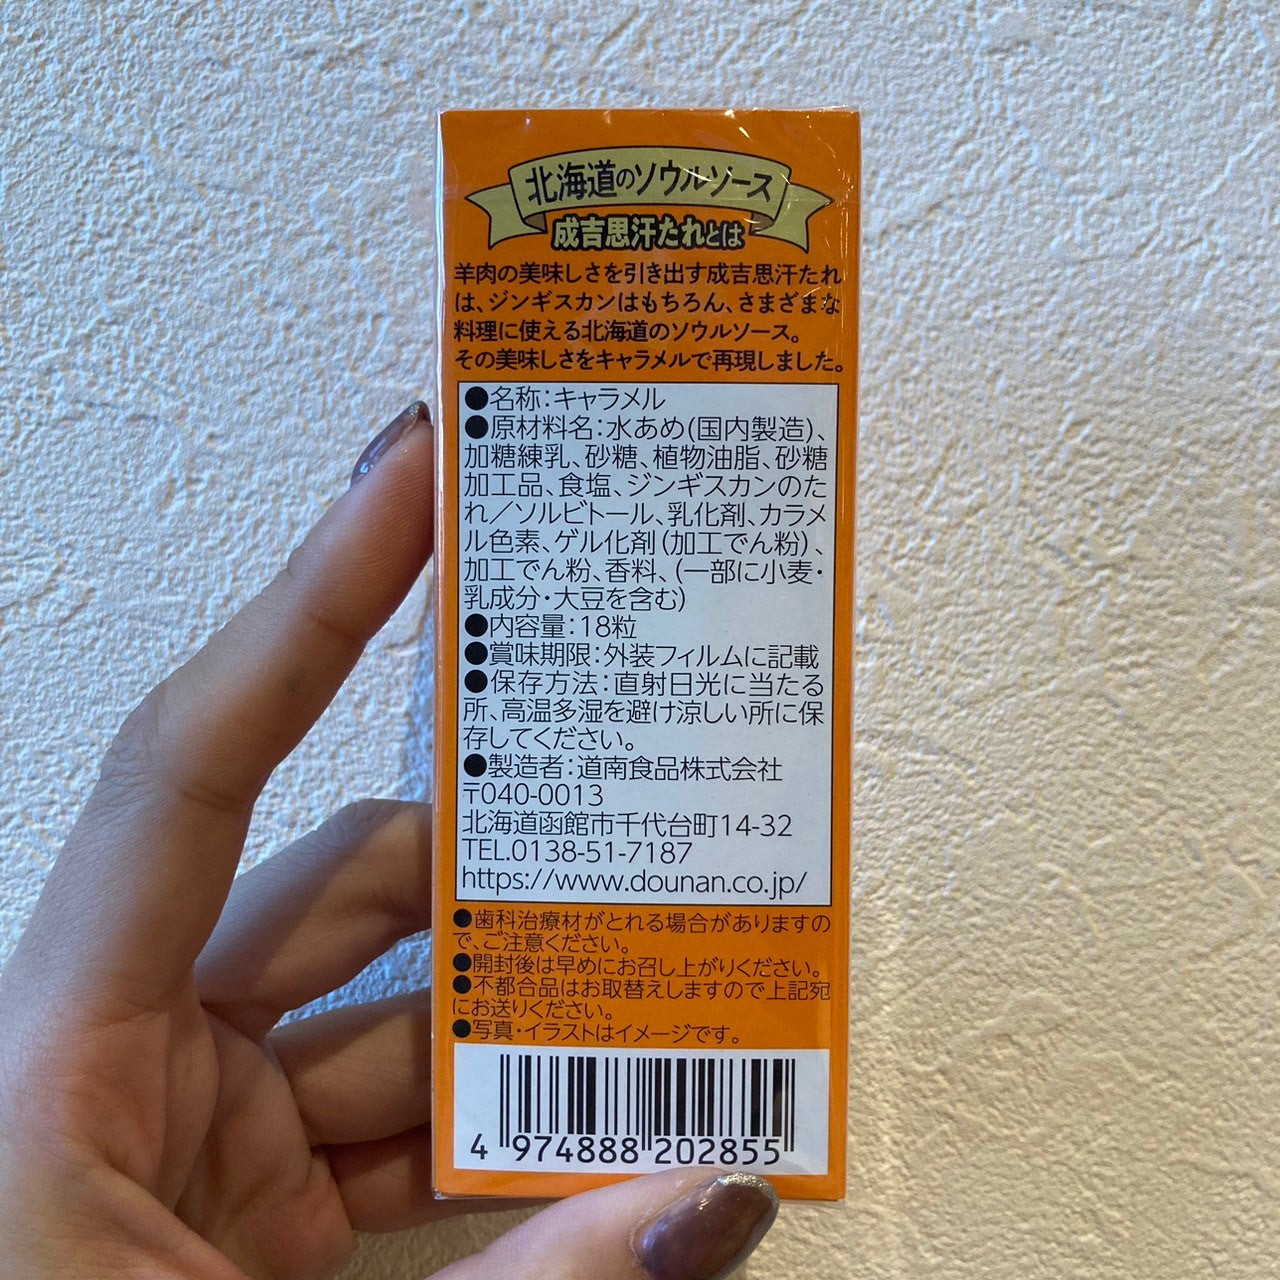 北海道のソウルソース
成吉思汗たれとは
羊肉の美味しさを引き出す成吉思汗たれ
は、ジンギスカンはもちろん、さまざまな
料理に使える北海道のソウルソース。
その美味しさをキャラメルで再現しました。
●名称：キャラメル
●原材料名：水あめ(国内製造)、
加糖練乳、砂糖、植物油脂、砂糖
加工品、食塩、ジンギスカンのた
れ／ソルビトール、乳化剤、カラメ
ル色素、ゲル化剤（加工でん粉）、
加工でん粉、香料、（一部に小麦・
乳成分・大豆を含む）
●内容量：18粒
●賞味期限：外装フィルムに記載
●保存方法：直射日光に当たる
所、高温多湿を避け涼しい所に保
存してください。
●製造者：道南食品株式会社
〒040-0013
北海道函館市千代台町14-32
TEL.0138-51-7187
https://www.dounan.co.jp/
●歯科治療材がとれる場合がありますの
で、ご注意ください。
●開封後は早めにお召し上がりください。
●不都合品はお取替えしますので上記宛
にお送りください。
●写真・イラストはイメージです。
4 974888 202855